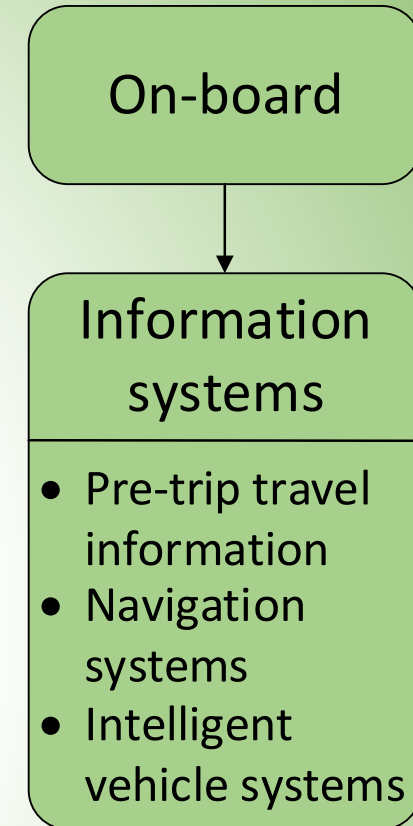 On-board
Information
systems
• Pre-trip travel
information
• Navigation
systems
• Intelligent
vehicle systems